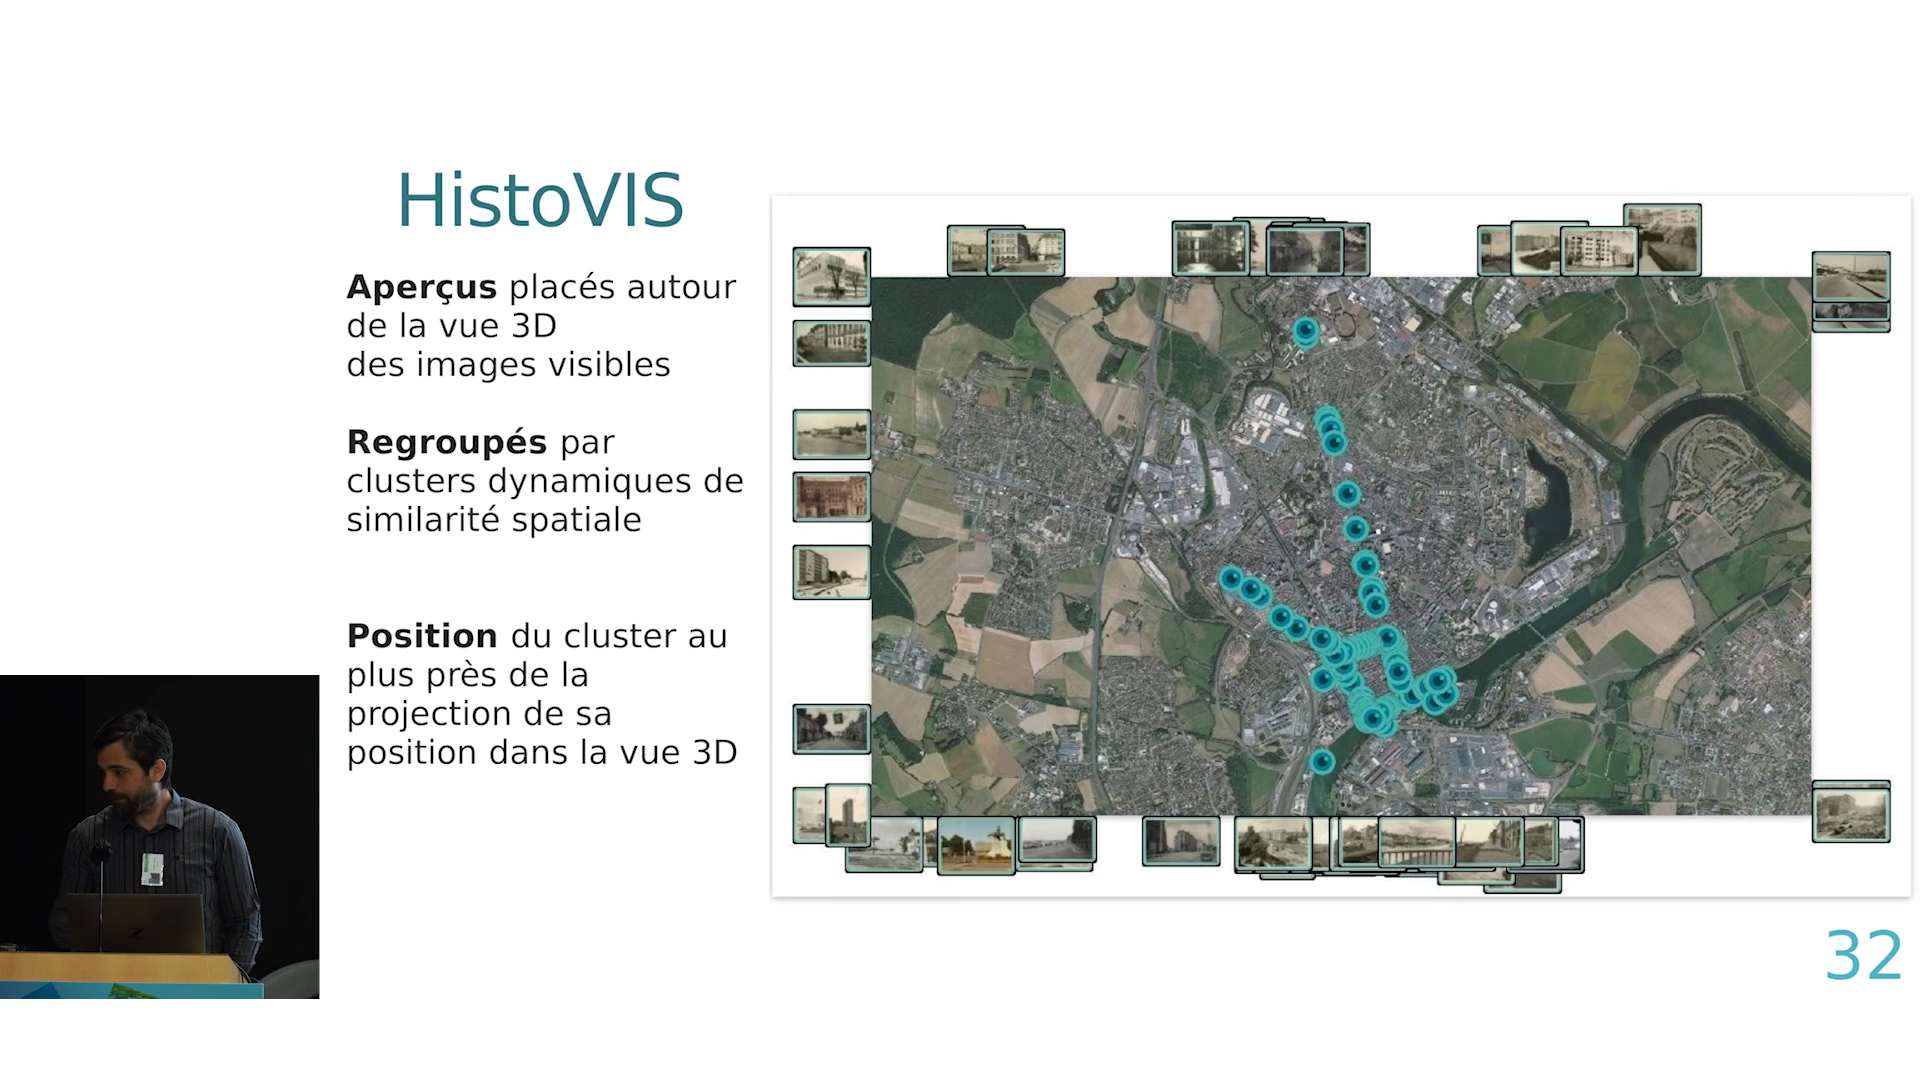 HistoVIS
Aperçus placés autour
de la vue 3D
des images visibles
Regroupés par
clusters dynamiques de
similarité spatiale
Position du cluster au
plus près de la
projection de sa
position dans la vue 3D
32